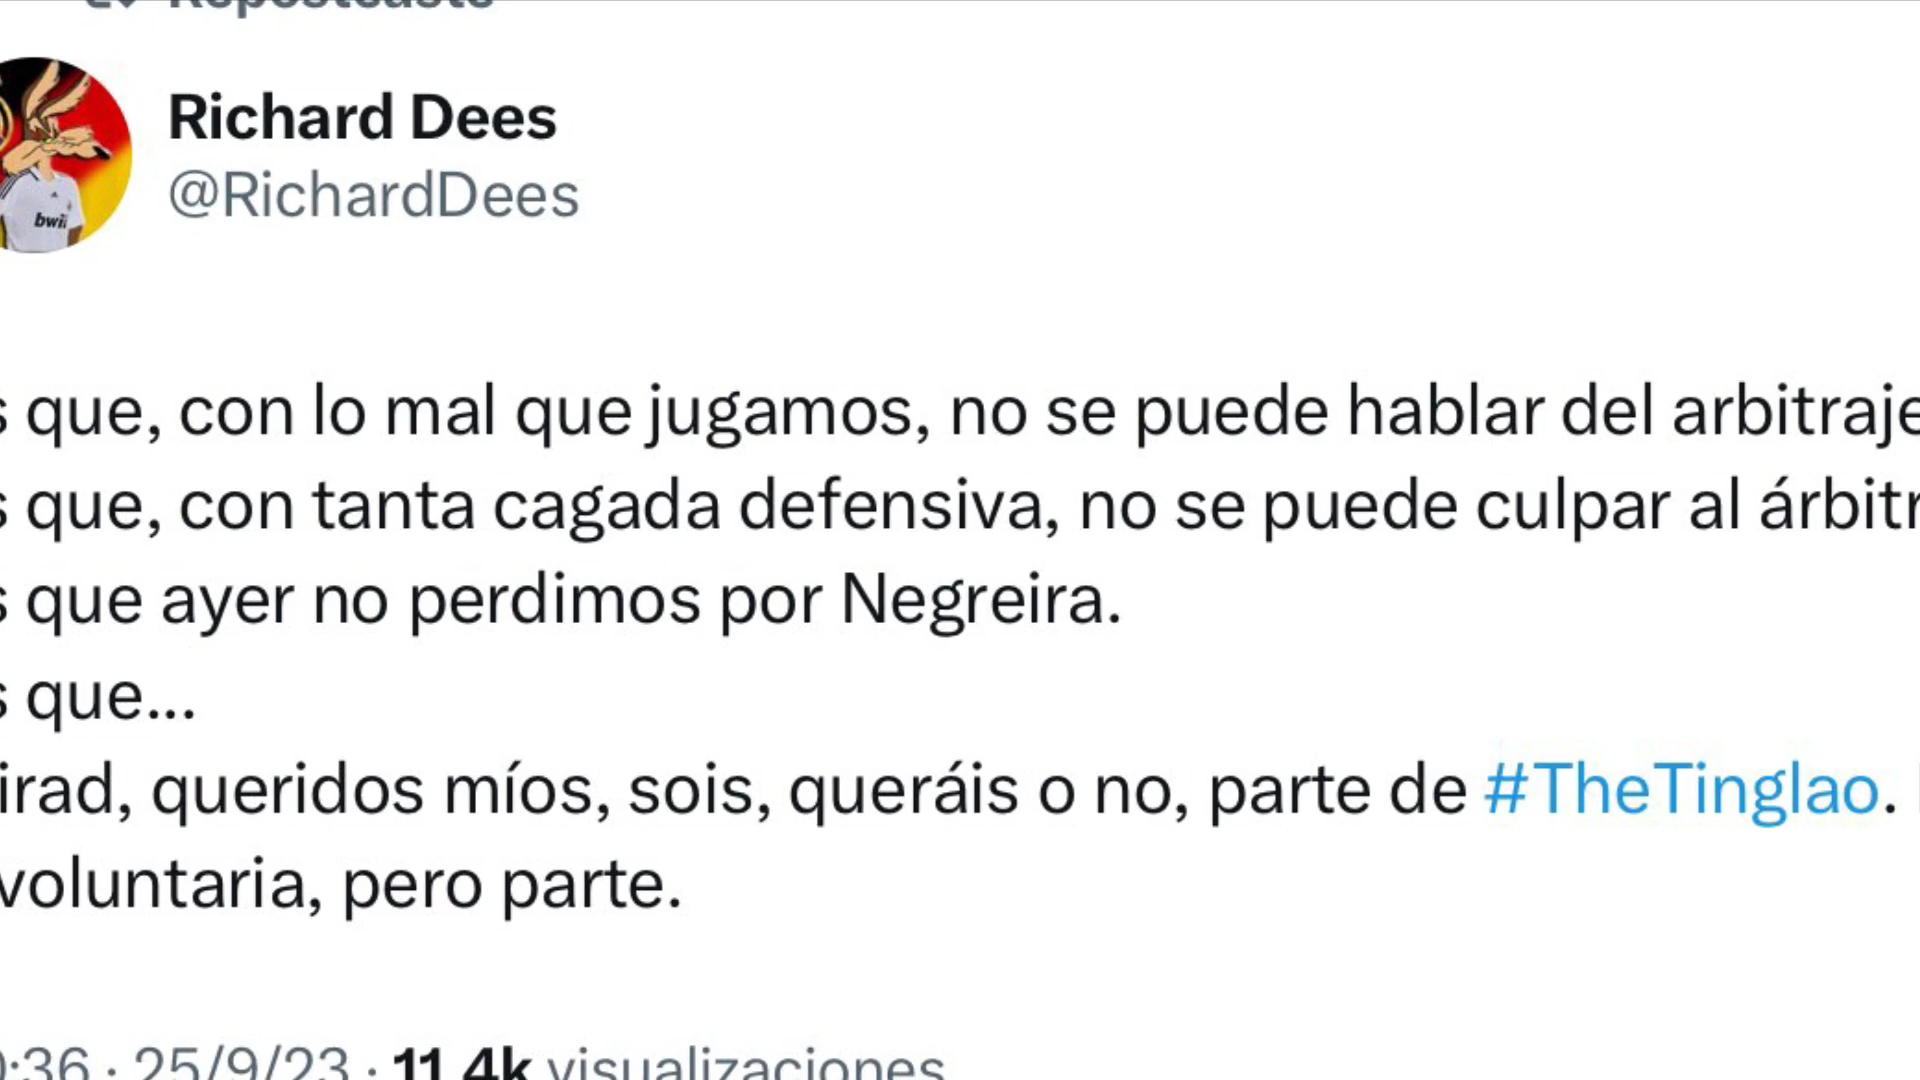 Reposteaste
Richard Dees
@RichardDees
bwi
s que, con lo mal que jugamos, no se puede hablar del arbitraje
s que, con tanta cagada defensiva, no se puede culpar al árbitr
s que ayer no perdimos por Negreira.
s que...
irad, queridos míos, sois, queráis o no, parte de #TheTinglao.
voluntaria, pero parte.
:36 · 25/9/23 · 11,4k visualizaciones